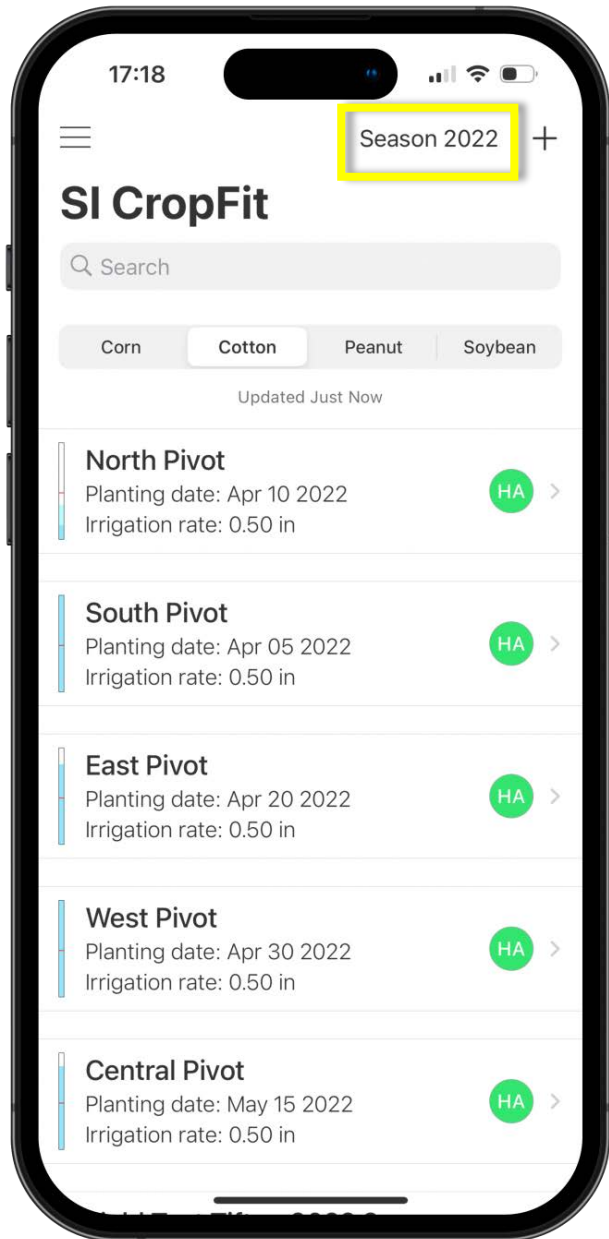 17:18
Season 2022
SI CropFit
Search
Corn Cotton Peanut Soybean
Updated Just Now
North Pivot
Planting date: Apr 10 2022
Irrigation rate: 0.50 in
HA
South Pivot
Planting date: Apr 05 2022
Irrigation rate: 0.50 in
HA
East Pivot
Planting date: Apr 20 2022
Irrigation rate: 0.50 in
HA
West Pivot
Planting date: Apr 30 2022
Irrigation rate: 0.50 in
HA
Central Pivot
Planting date: May 15 2022
Irrigation rate: 0.50 in
HA